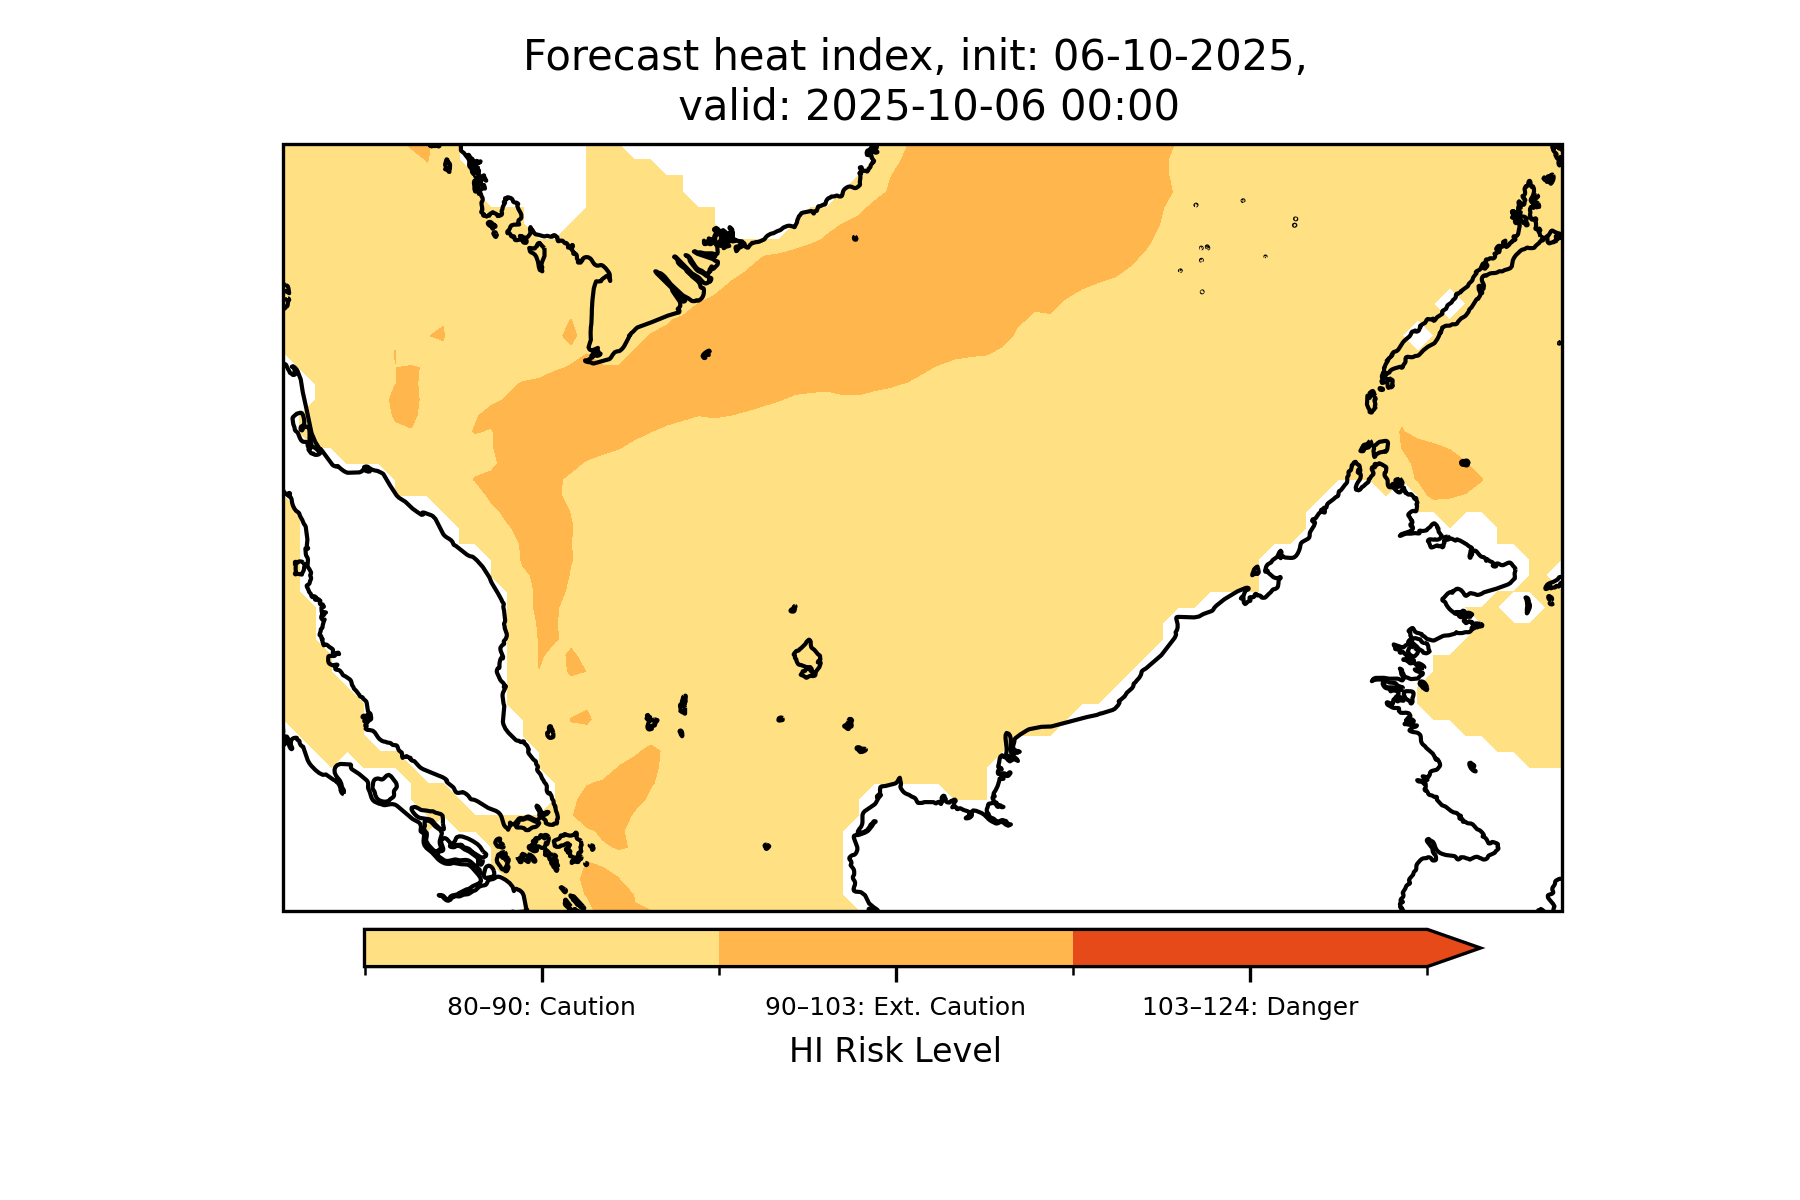 Forecast heat index, init: 06-10-2025,
valid: 2025-10-06 00:00
80–90: Caution
90–103: Ext. Caution
103–124: Danger
HI Risk Level